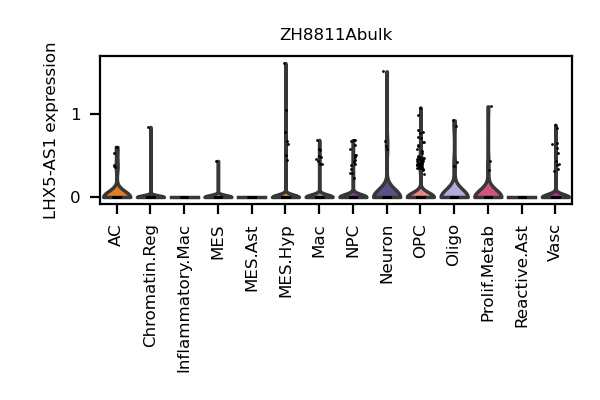 ZH8811Abulk
LHX5-AS1 expression
1
0
AC
Chromatin.Reg
Inflammatory.Mac
MES
MES.Ast
MES.Hyp
Mac
NPC
Neuron
OPC
Oligo
Prolif.Metab
Reactive.Ast
Vasc